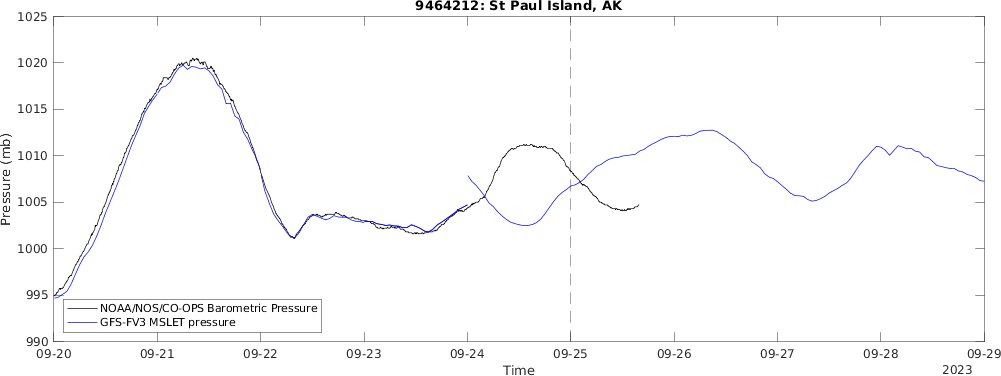 9464212: St Paul Island, AK
Pressure (mb)
1025
1020
1015
1010
1005
1000
995
990
NOAA/NOS/CO-OPS Barometric Pressure
GFS-FV3 MSLET pressure
09-20 09-21 09-22 09-23 09-24 09-25 09-26 09-27 09-28 09-29
Time
2023